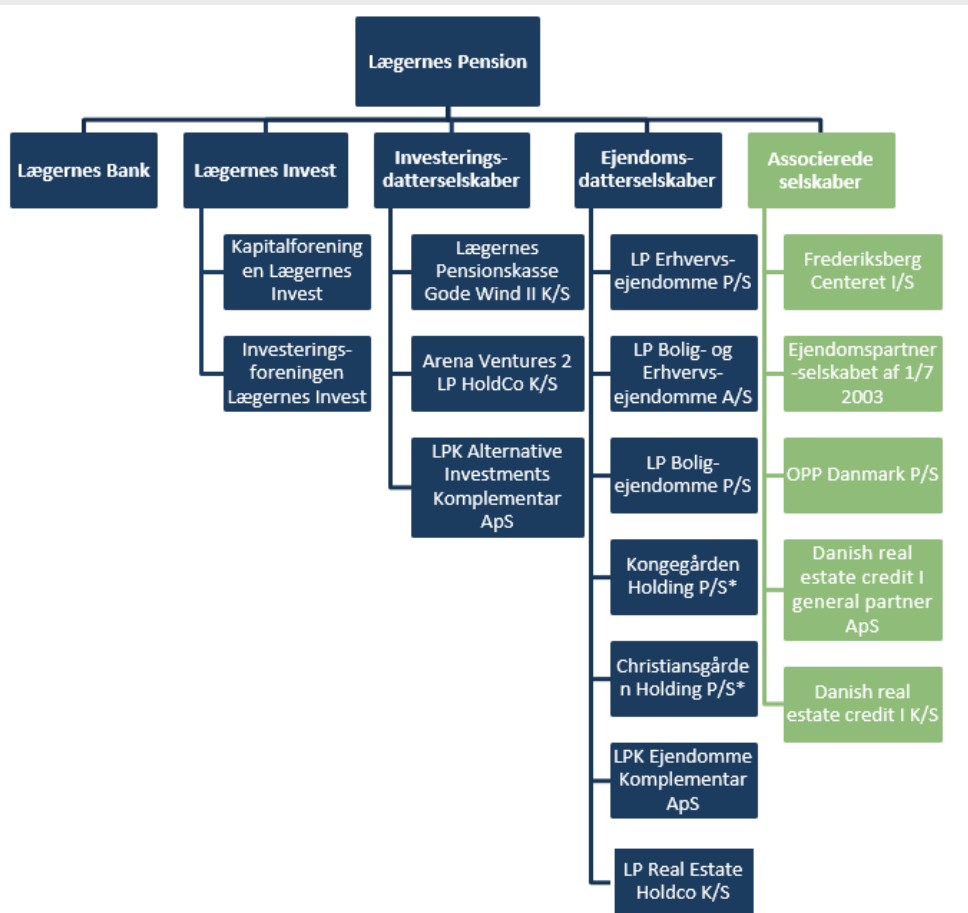 Lægernes Pension
Lægernes Bank
Lægernes Invest
Investerings-
datterselskaber
Ejendoms-
datterselskaber
Associerede
selskaber
Kapitalforening
en Lægernes
Invest
Investerings-
foreningen
Lægernes Invest
Lægernes
Pensionskasse
Gode Wind II K/S
Arena Ventures 2
LP HoldCo K/S
LPK Alternative
Investments
Komplementar
ApS
LP Erhvervs-
ejendomme P/S
LP Bolig- og
Erhvervs-
ejendomme A/S
LP Bolig-
ejendomme P/S
Kongegården
Holding P/S*
Christiansgårde
n Holding P/S*
LPK Ejendomme
Komplementar
ApS
LP Real Estate
Holdco K/S
Frederiksberg
Centeret I/S
Ejendomspartner
-selskabet af 1/7
2003
OPP Danmark P/S
Danish real
estate credit I
general partner
ApS
Danish real
estate credit I K/S